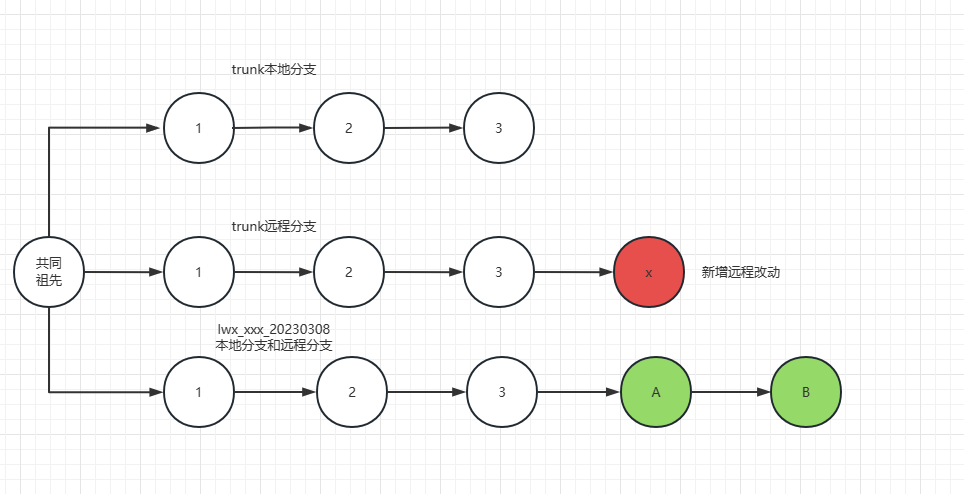 trunk本地分支
1
2
3
trunk远程分支
共同
祖先
1
2
3
x
新增远程改动
lwx_xxx_20230308
本地分支和远程分支
1
2
3
A
B